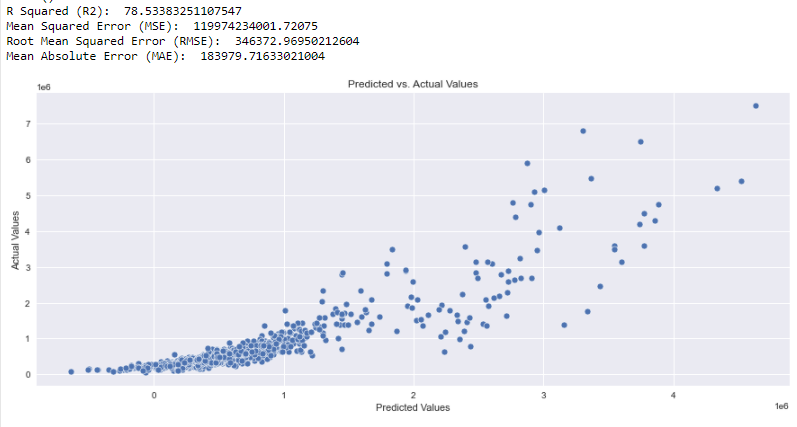 R Squared (R2):  78.53383251107547
Mean Squared Error (MSE):  119974234001.72075
Root Mean Squared Error (RMSE):  346372.96950212604
Mean Absolute Error (MAE):  183979.71633021004
Predicted vs. Actual Values
1e6
7
6
5
4
3
2
1
0
Actual Values
0 1 2 3 4
Predicted Values
1e6